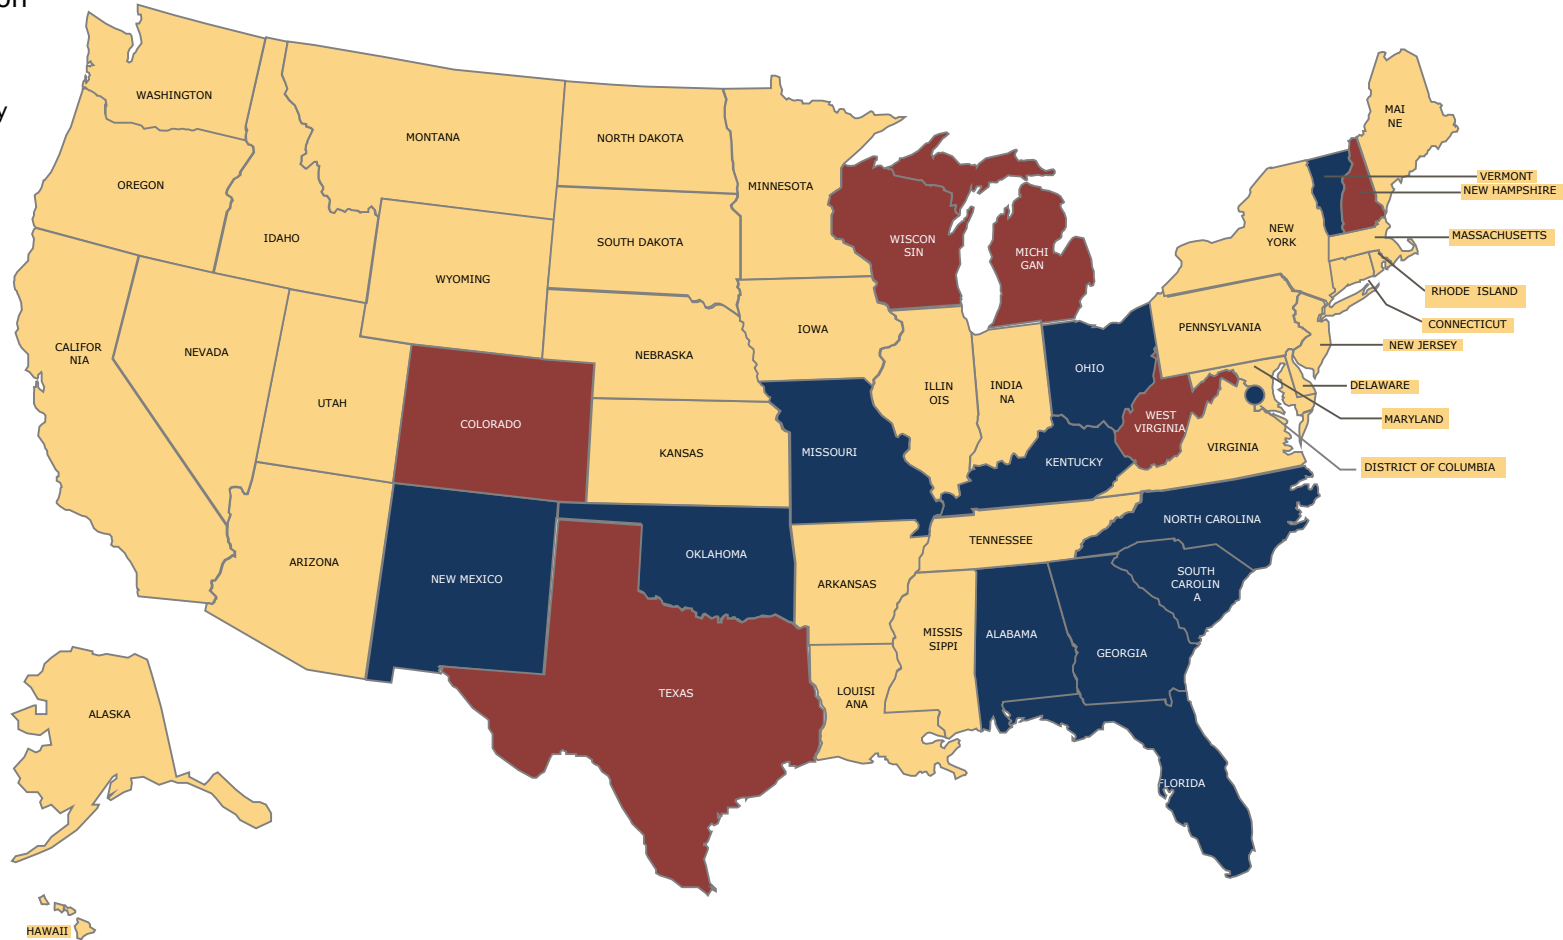 on
y
WASHINGTON
MONTANA
NORTH DAKOTA
MINNESOTA
OREGON
IDAHO
WYOMING
SOUTH DAKOTA
WISCON
SIN
MICHI
GAN
MAI
NE
VERMONT
NEW HAMPSHIRE
NEW
YORK
MASSACHUSETTS
RHODE ISLAND
CONNECTICUT
PENNSYLVANIA
NEW JERSEY
CALIFOR
NIA
NEVADA
UTAH
COLORADO
NEBRASKA
IOWA
ILLIN
OIS
INDIA
NA
OHIO
DELAWARE
MARYLAND
WEST
VIRGINIA
VIRGINIA
DISTRICT OF COLUMBIA
KANSAS
MISSOURI
KENTUCKY
ARIZONA
NEW MEXICO
OKLAHOMA
ARKANSAS
TENNESSEE
NORTH CAROLINA
SOUTH
CAROLIN
A
MISSIS
SIPPI
ALABAMA
GEORGIA
TEXAS
LOUISI
ANA
FLORIDA
ALASKA
HAWAII